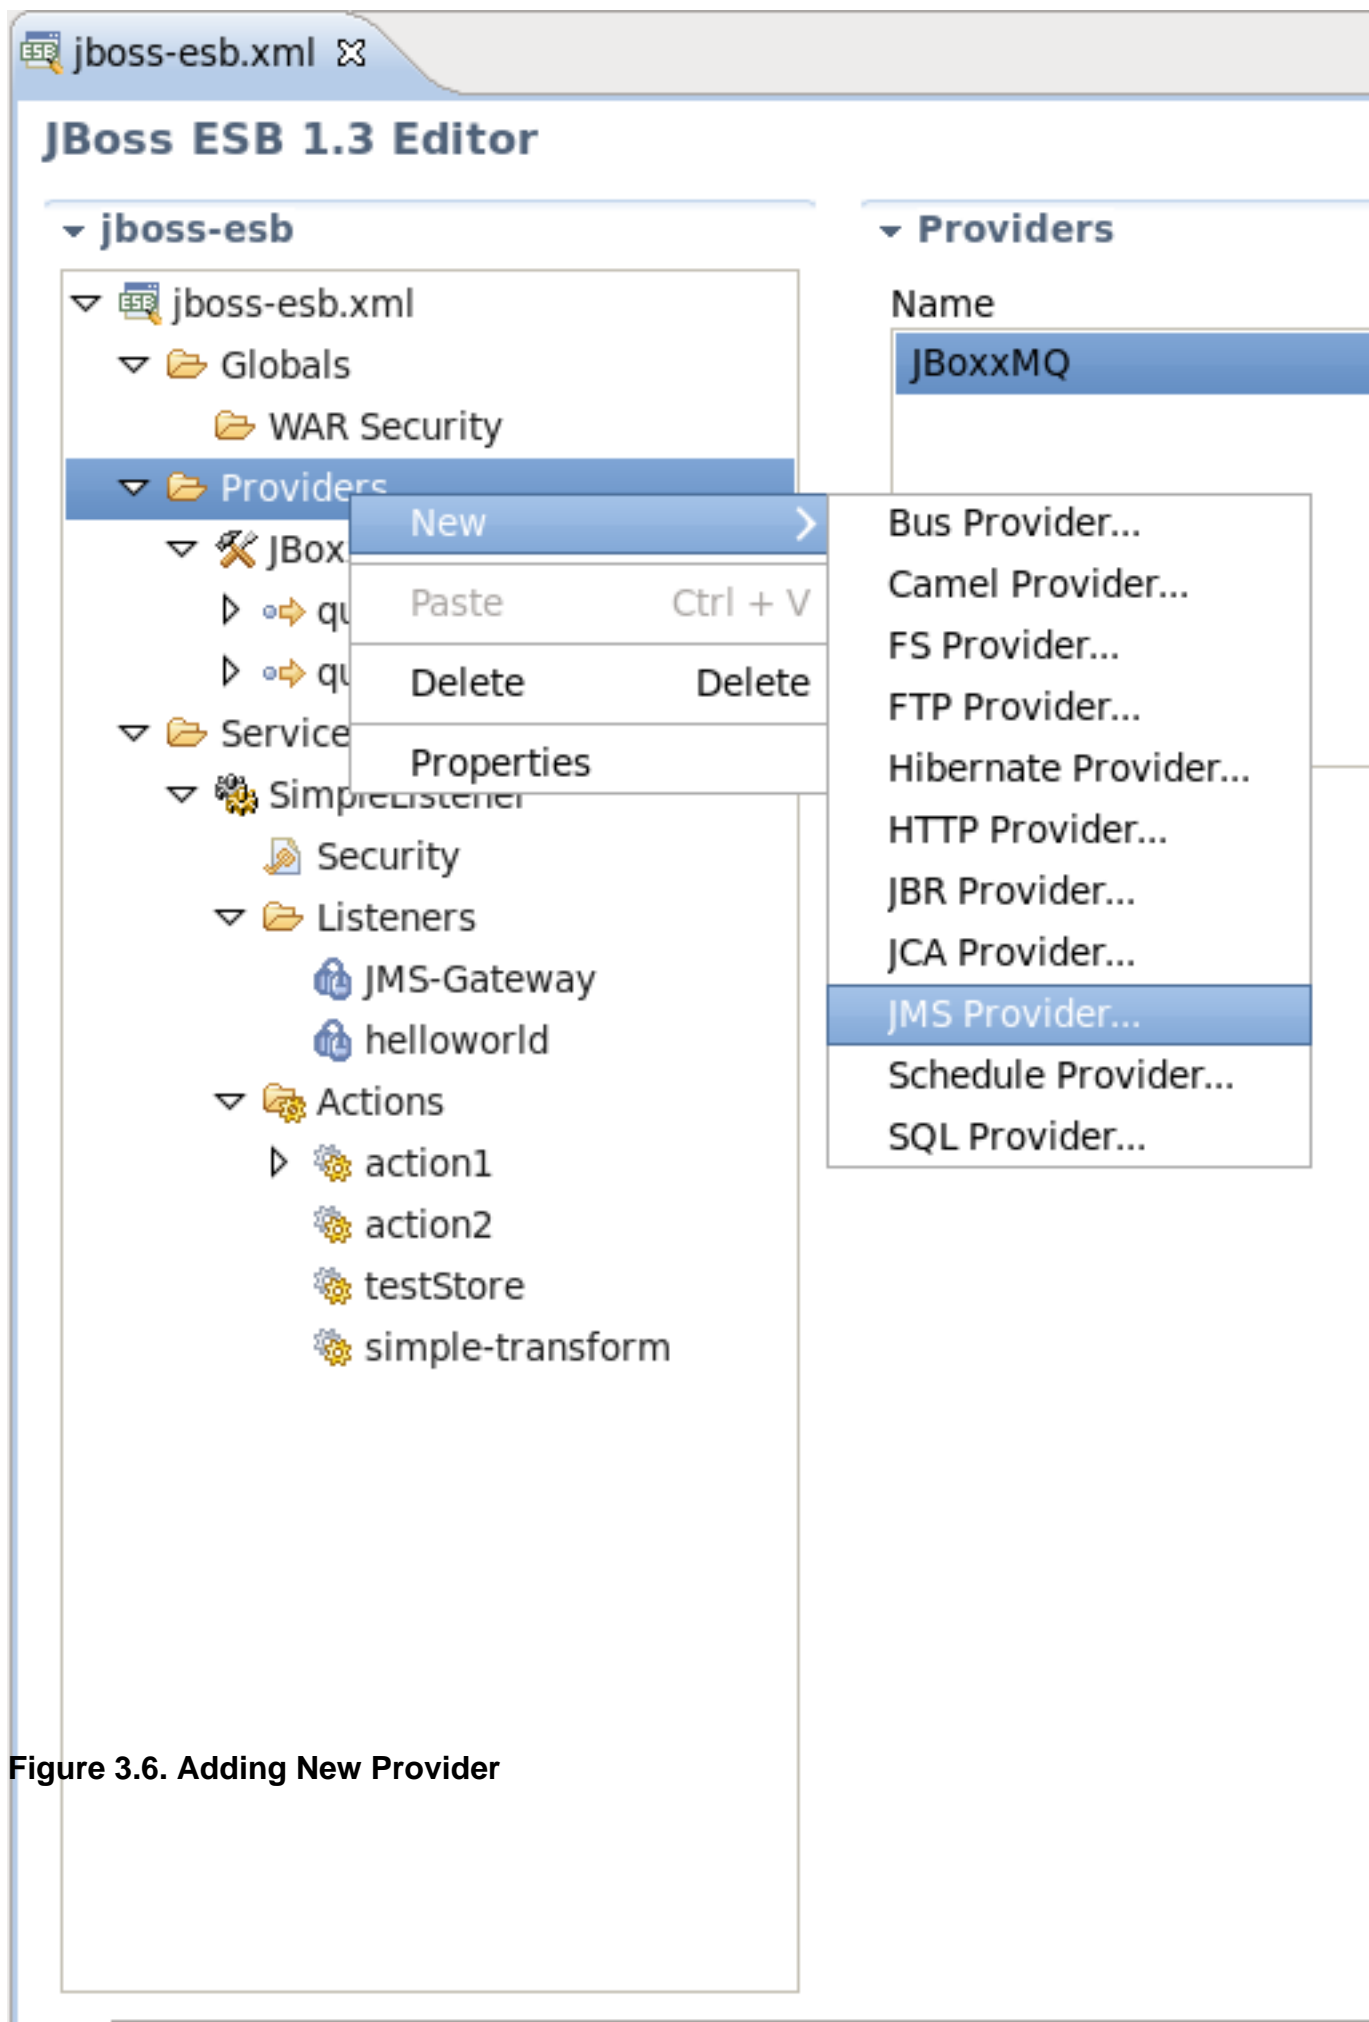 jboss-esb.xml
JBoss ESB 1.3 Editor
jboss-esb
jboss-esb.xml
Globals
WAR Security
Providers
JBox
qu
qu
Service
SimpleListener
Security
Listeners
JMS-Gateway
helloworld
Actions
action1
action2
testStore
simple-transform
New
Paste Ctrl + V
Delete Delete
Properties
Providers
Name
JBoxxMQ
Bus Provider...
Camel Provider...
FS Provider...
FTP Provider...
Hibernate Provider...
HTTP Provider...
JBR Provider...
JCA Provider...
JMS Provider...
Schedule Provider...
SQL Provider...
Figure 3.6. Adding New Provider